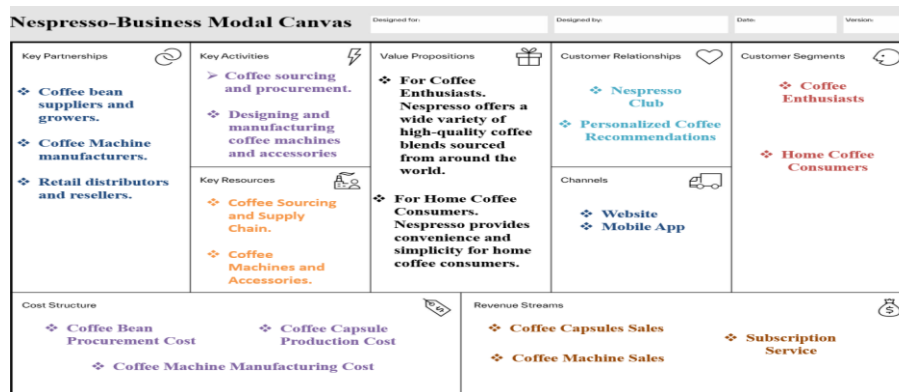 Nespresso-Business Modal Canvas
Designed for:
Designed by:
Date:
Version:
Key Partnerships
❖ Coffee bean
suppliers and
growers.
❖ Coffee Machine
manufacturers.
❖ Retail distributors
and resellers.
Key Activities
➢ Coffee sourcing
and procurement.
❖ Designing and
manufacturing
coffee machines
and accessories
Key Resources
❖ Coffee Sourcing
and Supply
Chain.
❖ Coffee
Machines and
Accessories.
Value Propositions
❖ For Coffee
Enthusiasts.
Nespresso offers a
wide variety of
high-quality coffee
blends sourced
from around the
world.
❖ For Home Coffee
Consumers.
Nespresso provides
convenience and
simplicity for home
coffee consumers.
Customer Relationships
❖ Nespresso
Club
❖ Personalized Coffee
Recommendations
Channels
❖ Website
❖ Mobile App
Customer Segments
❖ Coffee
Enthusiasts
❖ Home Coffee
Consumers
Cost Structure
❖ Coffee Bean
Procurement Cost
❖ Coffee Capsule
Production Cost
❖ Coffee Machine Manufacturing Cost
Revenue Streams
❖ Coffee Capsules Sales
❖ Coffee Machine Sales
❖ Subscription
Service